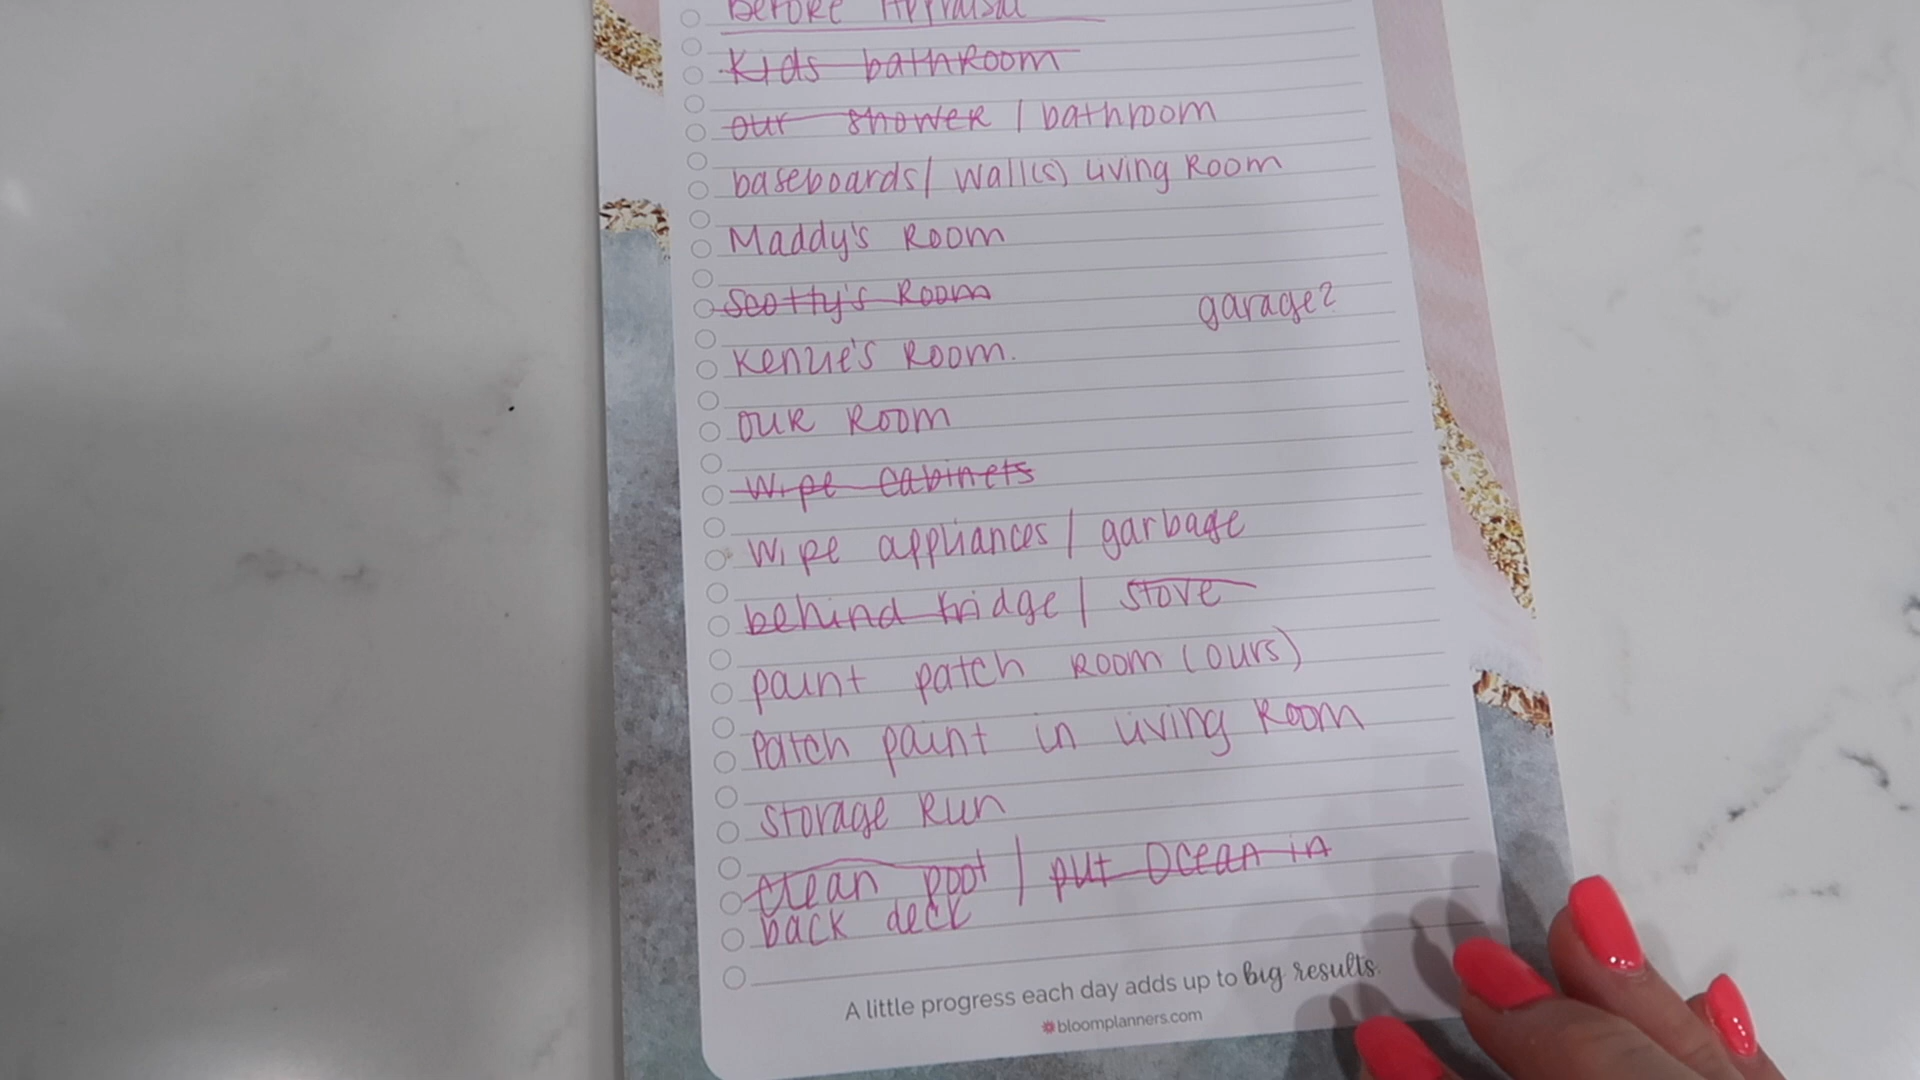 Before Appraisal
Kids bathRoom
our shower / bathroom
baseboards/ wall(s) living Room
Maddy's Room
Scotty's Room
garage?
Kenzie's Room.
our Room
wipe cabinets
wipe appliances / garbage
behind fridge / stove
paint patch Room (ours)
patch paint in living Room
storage Run
clean pool / put Ocean in
back deck
A little progress each day adds up to big results.
bloomplanners.com